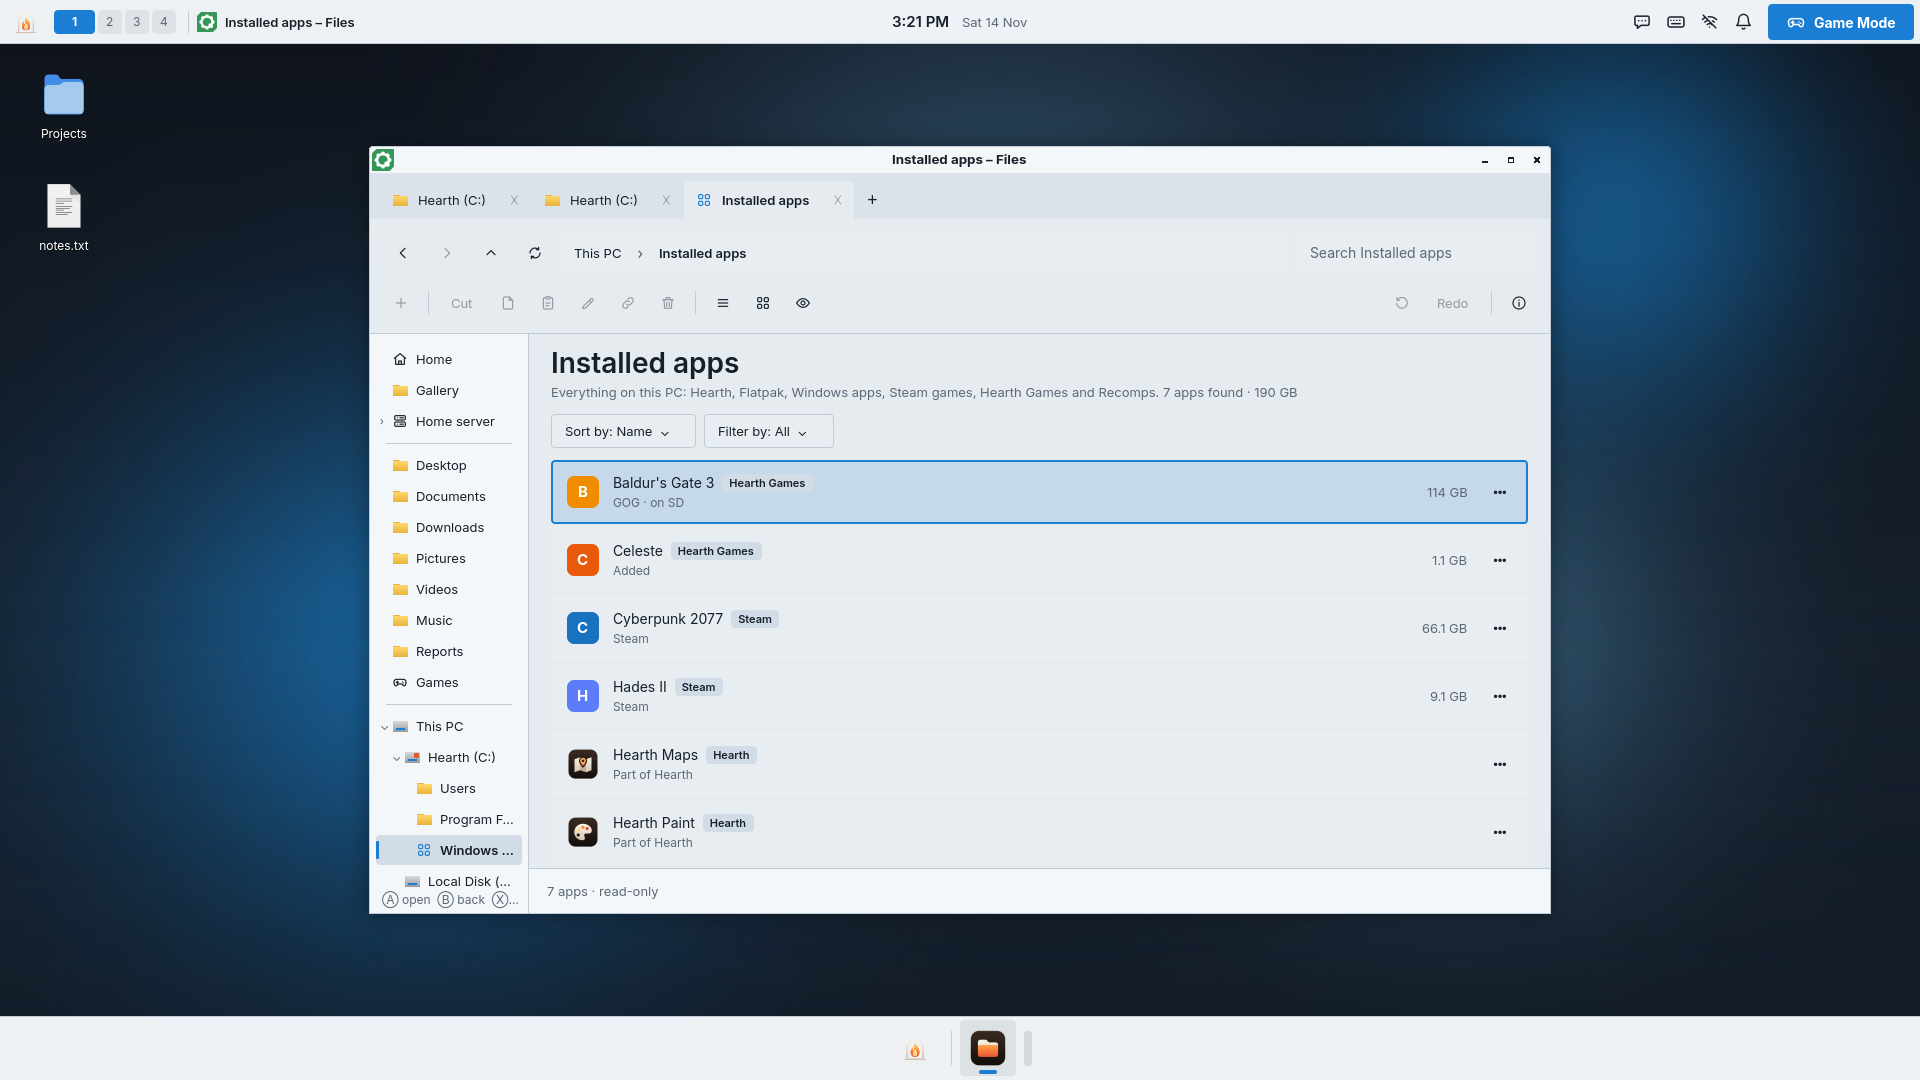 1 2 3 4 Installed apps – Files 3:21 PM Sat 14 Nov Game Mode
Projects
notes.txt
Installed apps – Files
Hearth (C:) Hearth (C:) Installed apps
This PC › Installed apps Search Installed apps
Cut Redo
Home
Gallery
Home server
Desktop
Documents
Downloads
Pictures
Videos
Music
Reports
Games
This PC
Hearth (C:)
Users
Program F...
Windows ...
Local Disk (...
A open B back X...
Installed apps
Everything on this PC: Hearth, Flatpak, Windows apps, Steam games, Hearth Games and Recomps. 7 apps found · 190 GB
Sort by: Name Filter by: All
B Baldur's Gate 3 Hearth Games 114 GB
GOG · on SD
C Celeste Hearth Games 1.1 GB
Added
C Cyberpunk 2077 Steam 66.1 GB
Steam
H Hades II Steam 9.1 GB
Steam
Hearth Maps Hearth
Part of Hearth
Hearth Paint Hearth
Part of Hearth
7 apps · read-only